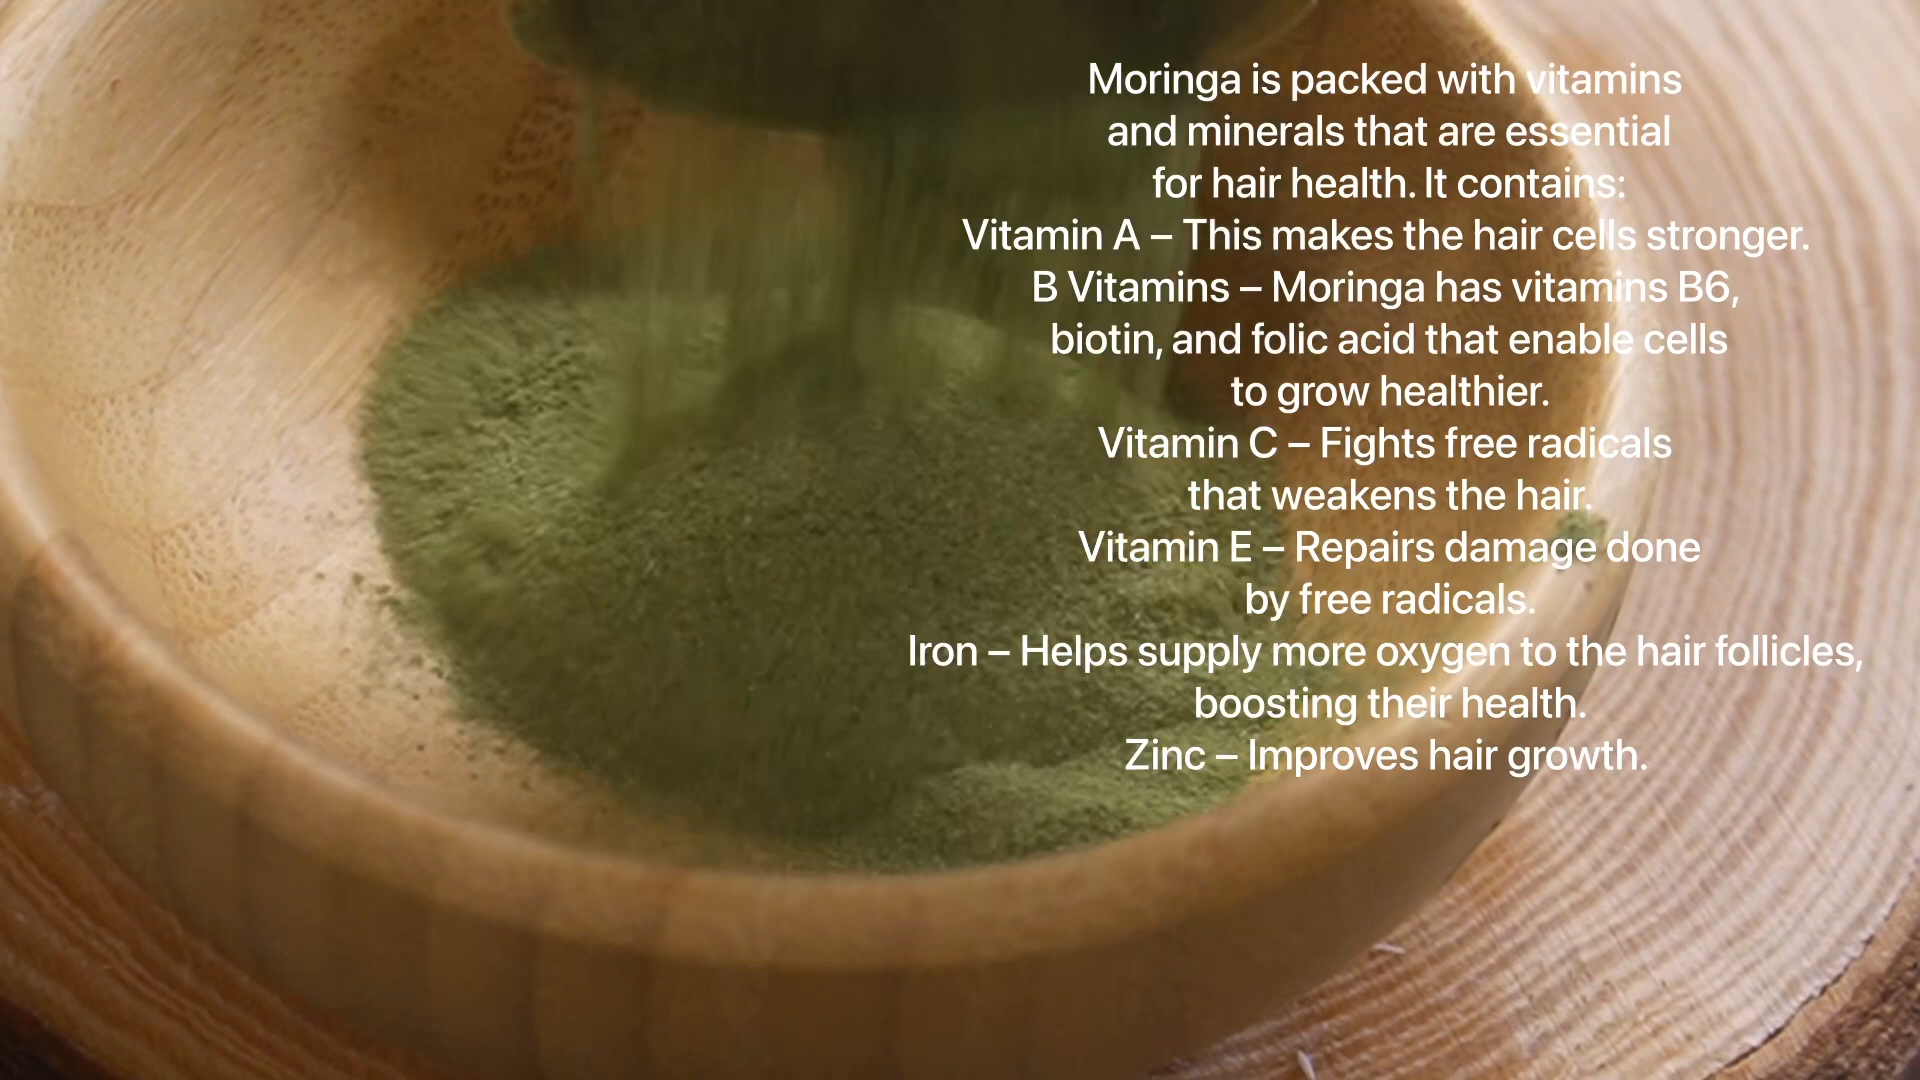 Moringa is packed with vitamins
and minerals that are essential
for hair health. It contains:
Vitamin A – This makes the hair cells stronger.
B Vitamins – Moringa has vitamins B6,
biotin, and folic acid that enable cells
to grow healthier.
Vitamin C – Fights free radicals
that weakens the hair.
Vitamin E – Repairs damage done
by free radicals.
Iron – Helps supply more oxygen to the hair follicles,
boosting their health.
Zinc – Improves hair growth.